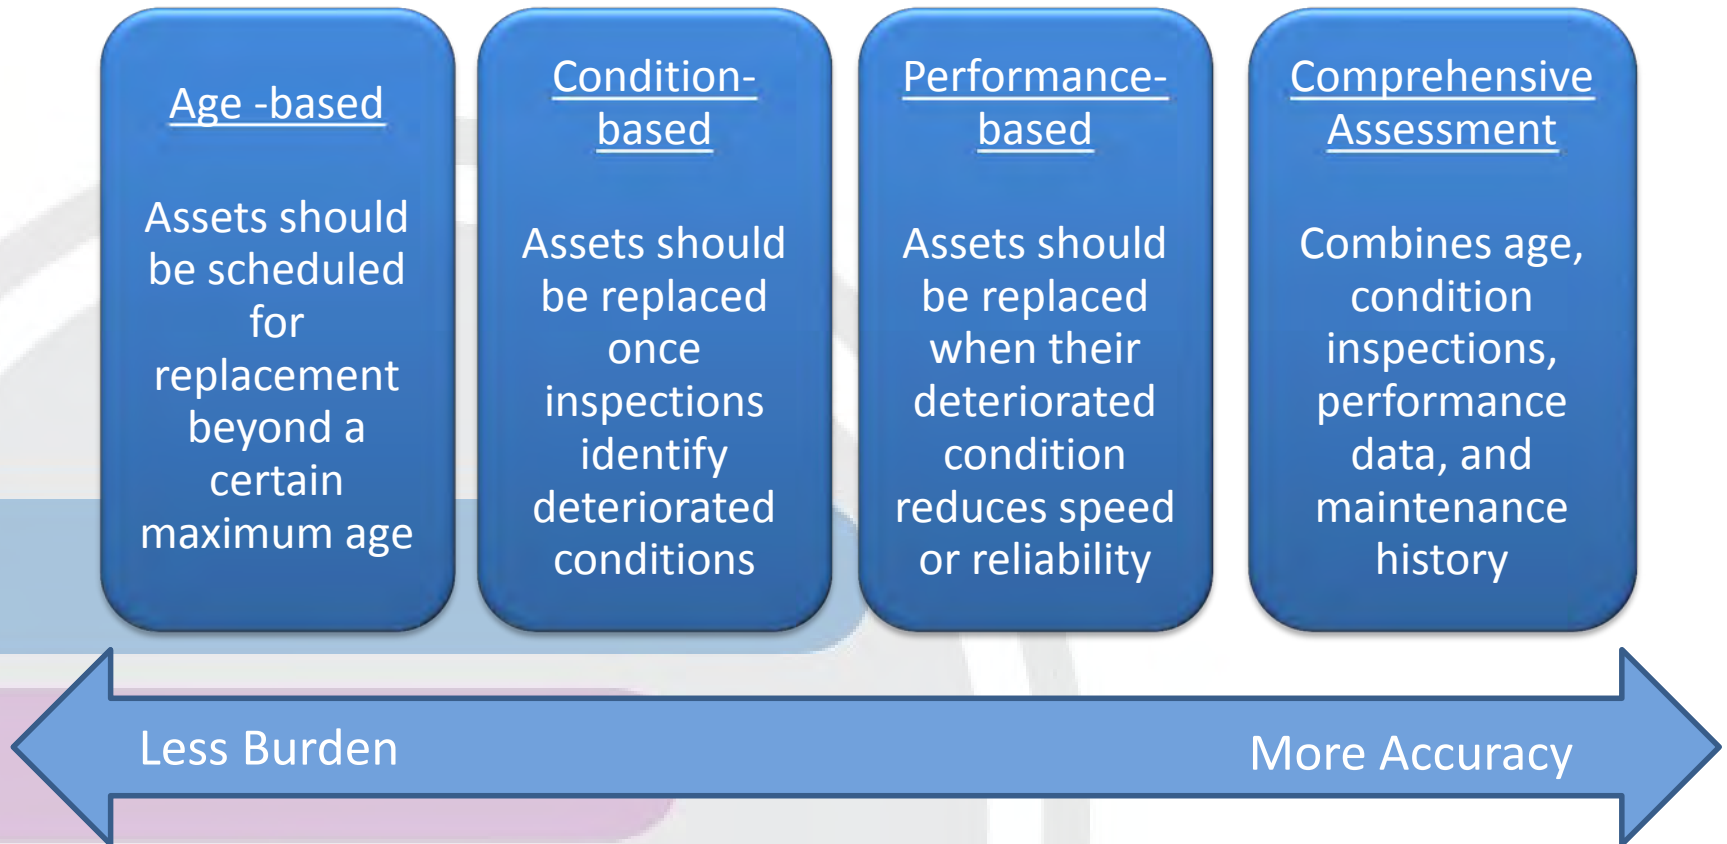 Age -based
Assets should
be scheduled
for
replacement
beyond a
certain
maximum age
Condition-
based
Assets should
be replaced
once
inspections
identify
deteriorated
conditions
Performance-
based
Assets should
be replaced
when their
deteriorated
condition
reduces speed
or reliability
Comprehensive
Assessment
Combines age,
condition
inspections,
performance
data, and
maintenance
history
Less Burden
More Accuracy